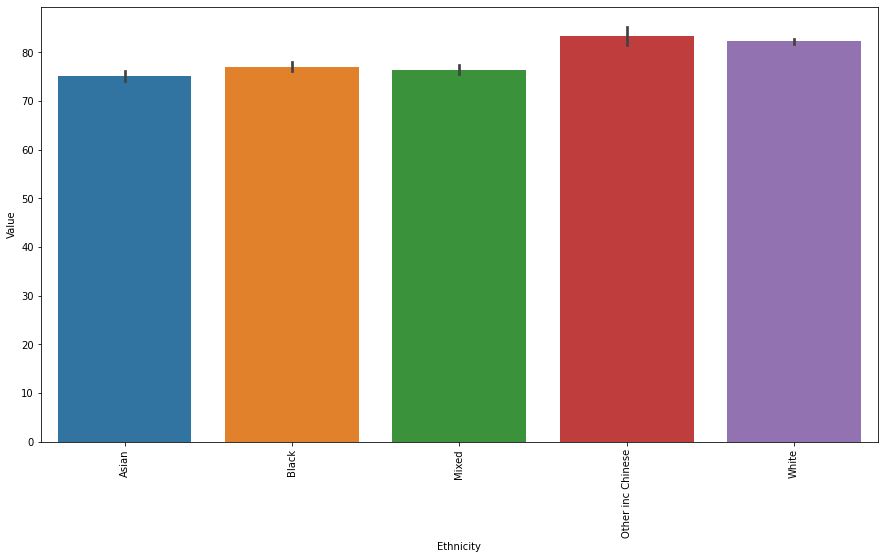 80
70
60
50
40
30
20
10
0
Value
Asian
Black
Mixed
Other inc Chinese
White
Ethnicity